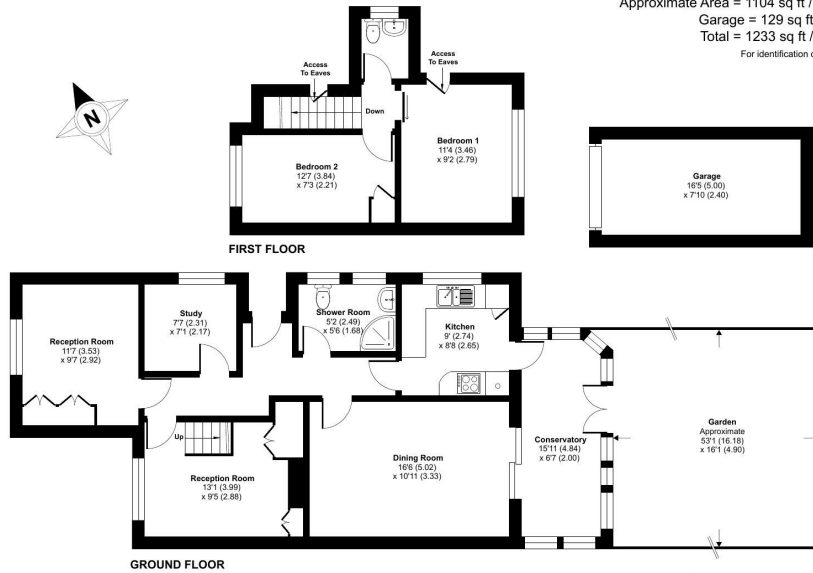 Approximate Area = 1104 sq ft /
Garage = 129 sq ft
Total = 1233 sq ft /
For identification
Access
To Eaves
Access
To Eaves
Down
N
Bedroom 1
11'4 (3.46)
x 9'2 (2.79)
Bedroom 2
12'7 (3.84)
x 7'3 (2.21)
Garage
16'5 (5.00)
x 7'10 (2.40)
FIRST FLOOR
Study
7'7 (2.31)
x 7'1 (2.17)
Shower Room
5'2 (2.49)
x 5'6 (1.68)
Kitchen
9' (2.74)
x 8'8 (2.65)
Reception Room
11'7 (3.53)
x 9'7 (2.92)
Up
Reception Room
13'1 (3.99)
x 9'5 (2.88)
Dining Room
16'6 (5.02)
x 10'11 (3.33)
Conservatory
15'11 (4.84)
x 6'7 (2.00)
Garden
Approximate
53'1 (16.18)
x 16'1 (4.90)
GROUND FLOOR